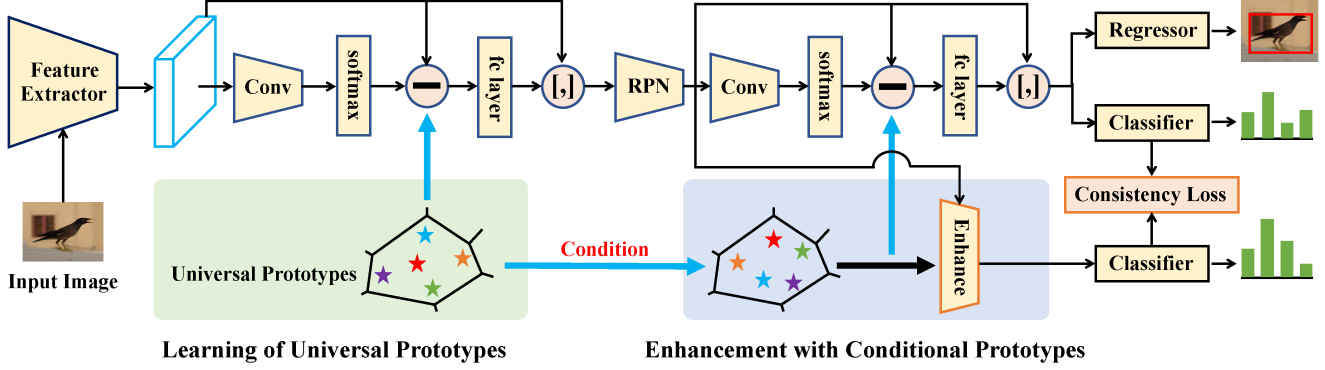 Feature
Extractor
Conv
softmax
fc layer
[,]
RPN
Conv
softmax
fc layer
[,]
Regressor
Classifier
Consistency Loss
Classifier
Input Image
Universal Prototypes
Condition
Enhance
Learning of Universal Prototypes
Enhancement with Conditional Prototypes